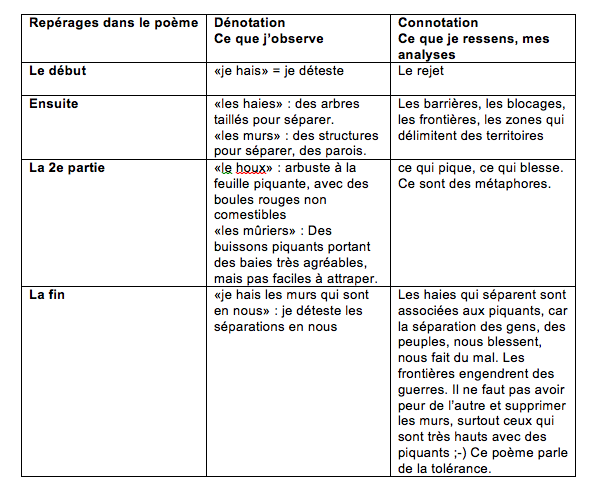 Repérages dans le poème
Dénotation
Ce que j’observe
Connotation
Ce que je ressens, mes
analyses
Le début
«je hais» = je déteste
Le rejet
Ensuite
«les haies» : des arbres
taillés pour séparer.
«les murs» : des structures
pour séparer, des parois.
Les barrières, les blocages,
les frontières, les zones qui
délimitent des territoires
La 2e partie
«le houx» : arbuste à la
feuille piquante, avec des
boules rouges non
comestibles
«les mûriers» : Des
buissons piquants portant
des baies très agréables,
mais pas faciles à attraper.
ce qui pique, ce qui blesse.
Ce sont des métaphores.
La fin
«je hais les murs qui sont
en nous» : je déteste les
séparations en nous
Les haies qui séparent sont
associées aux piquants, car
la séparation des gens, des
peuples, nous blessent,
nous fait du mal. Les
frontières engendrent des
guerres. Il ne faut pas avoir
peur de l’autre et supprimer
les murs, surtout ceux qui
sont très hauts avec des
piquants ;-) Ce poème parle
de la tolérance.